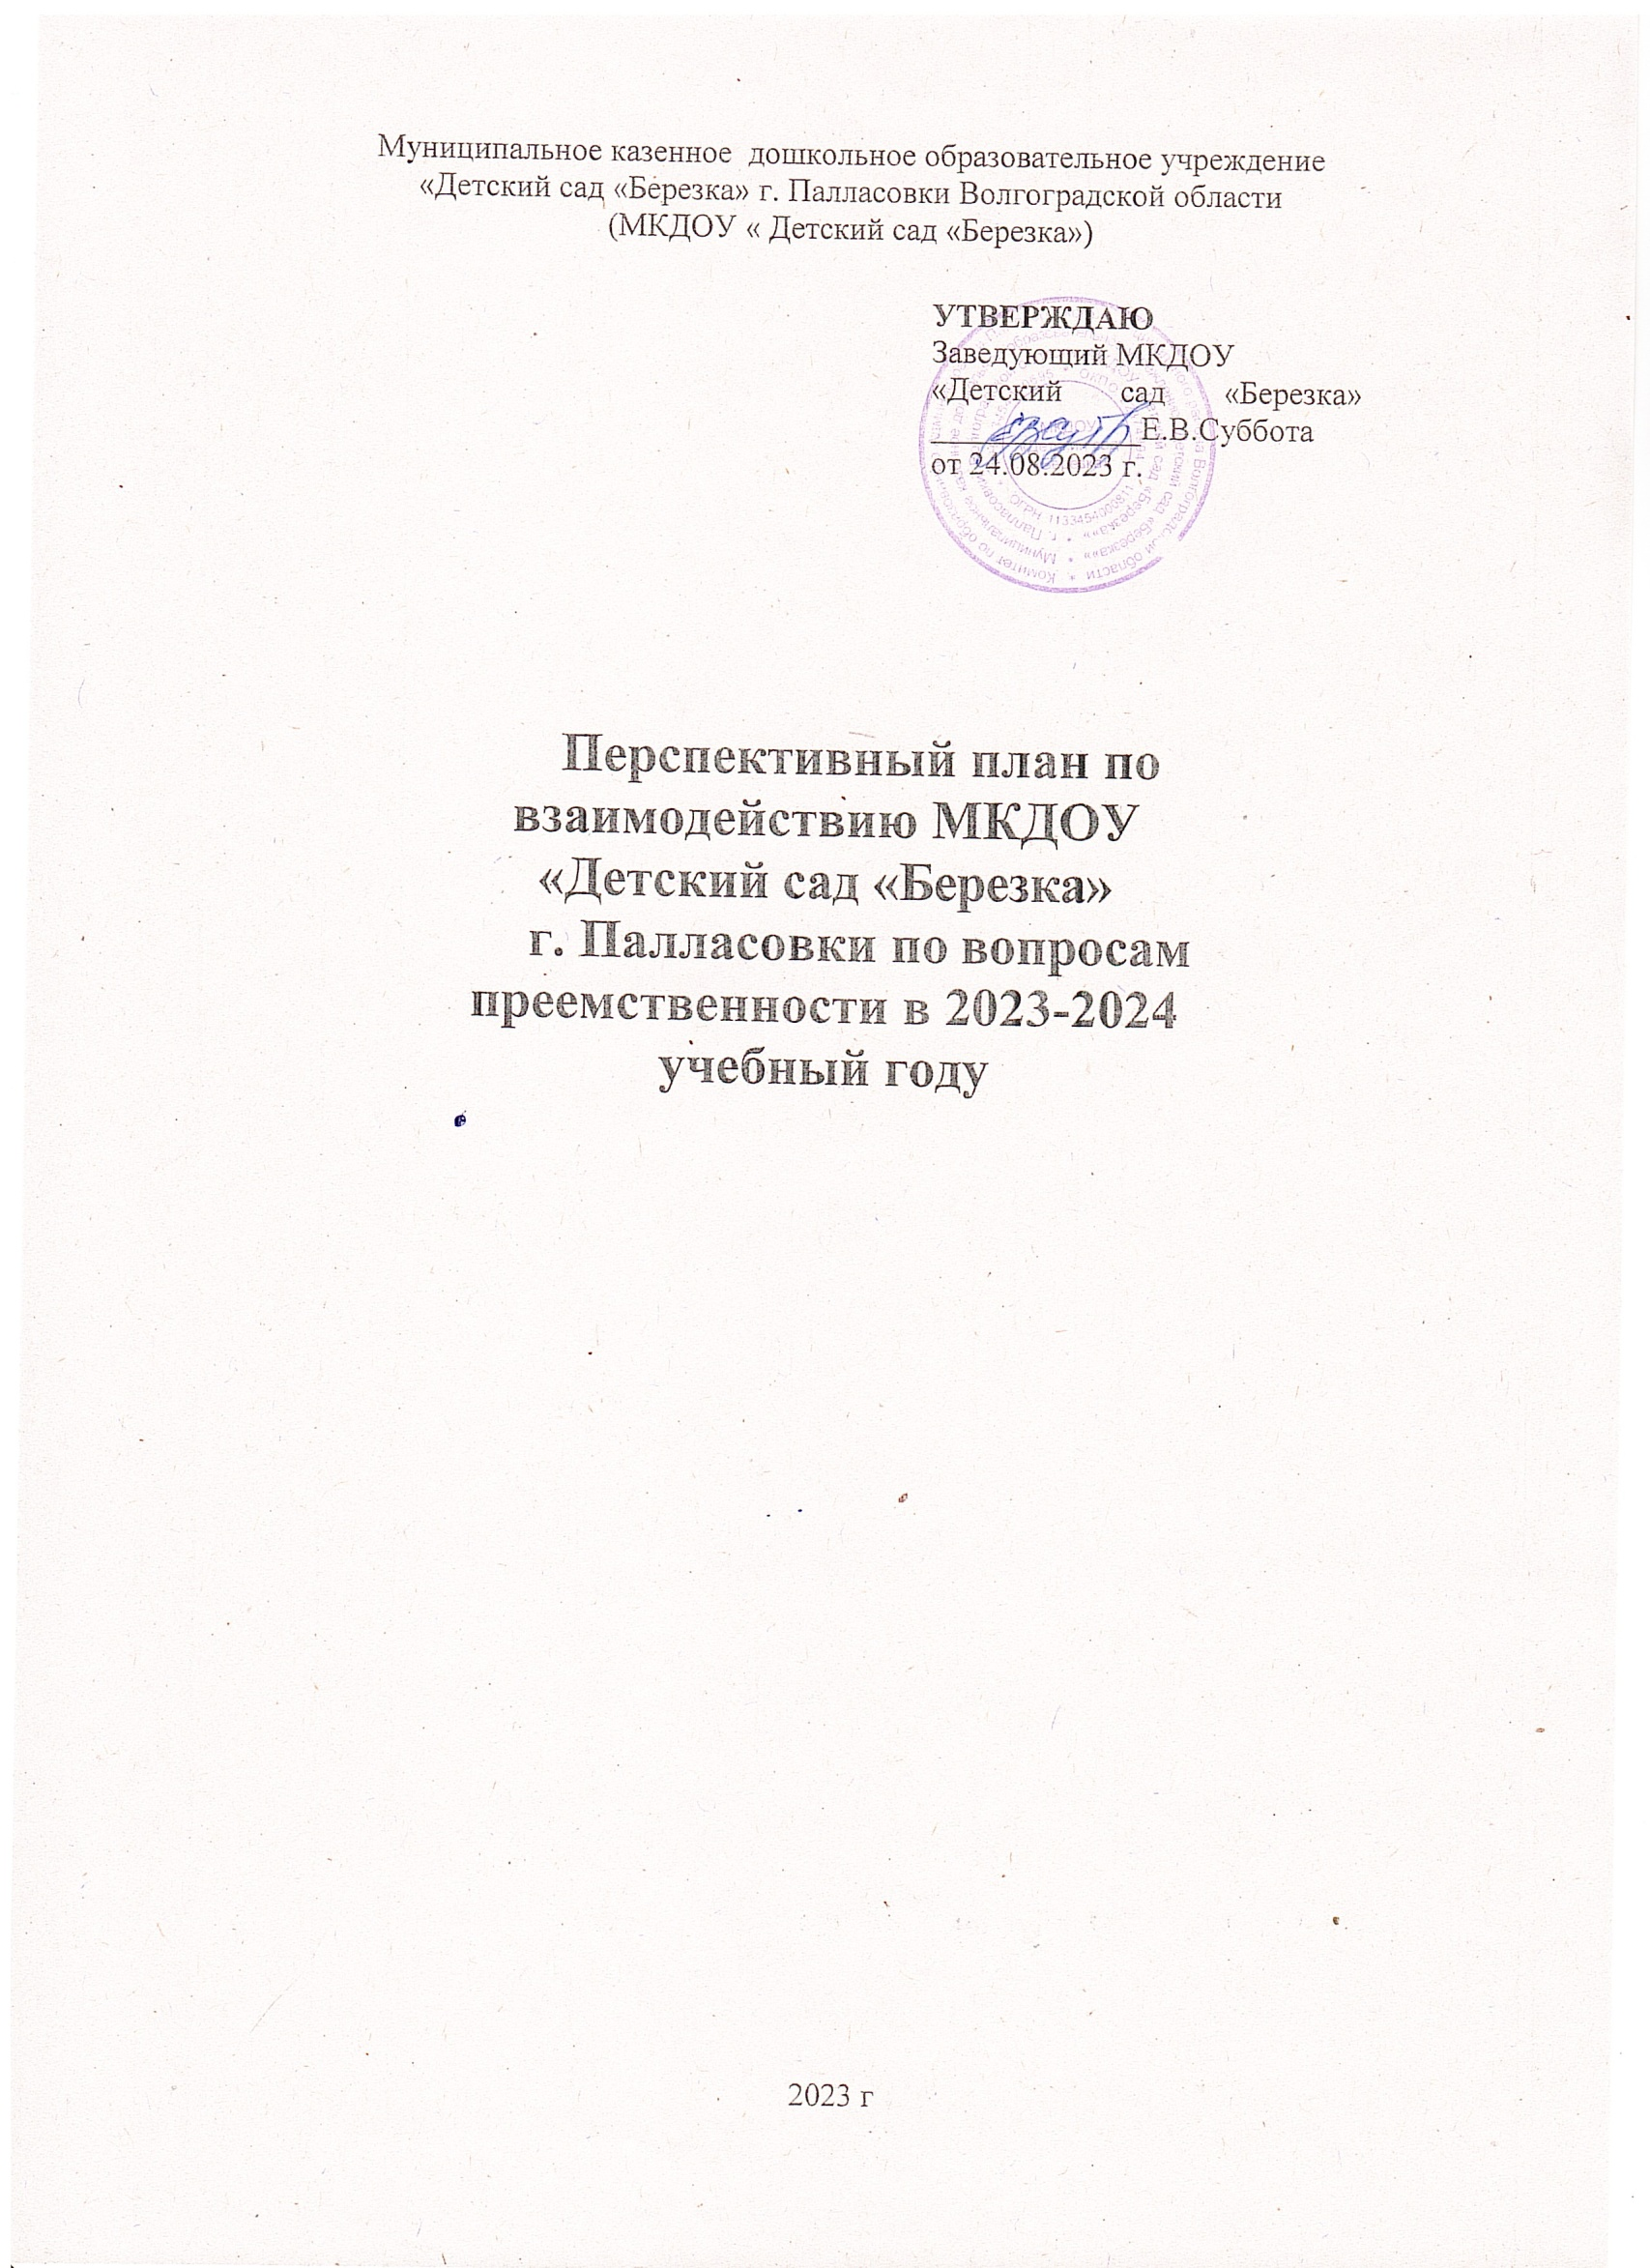 Муниципальное казенное  дошкольное образовательное учреждение
«Детский сад «Березка» г. Палласовки Волгоградской области
(МКДОУ « Детский сад «Березка»)
УТВЕРЖДАЮ
Заведующий МКДОУ
«Детский сад «Березка»
Е.В.Суббота
от 24.08.2023 г.
Перспективный план по
взаимодействию МКДОУ
«Детский сад «Березка»
г. Палласовки по вопросам
преемственности в 2023-2024
учебный году
2023 г